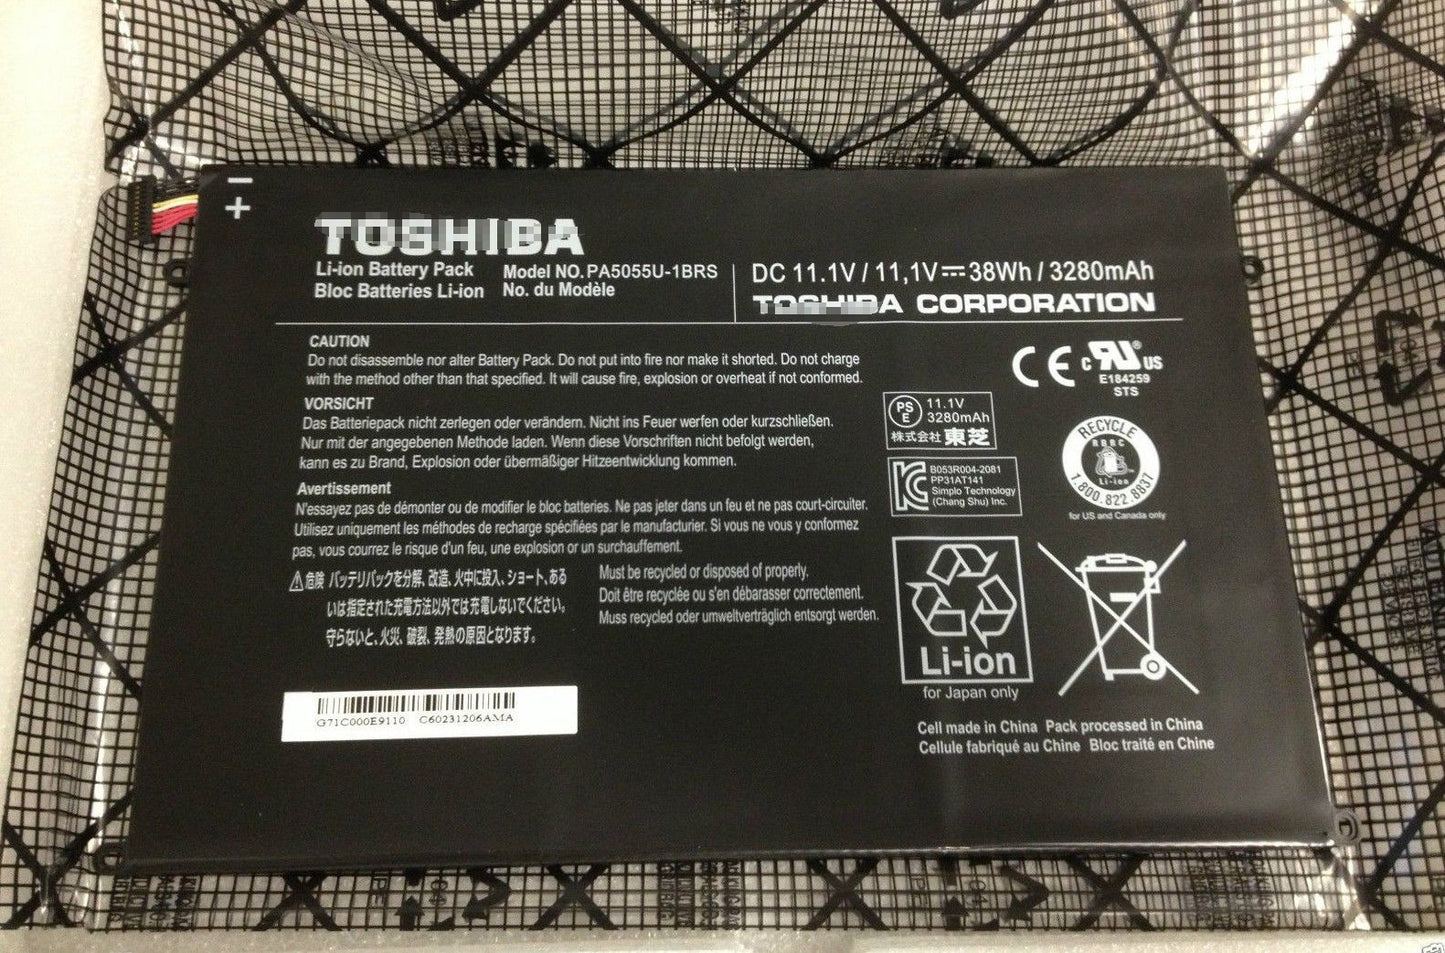 −
+
TOSHIBA
Li-ion Battery Pack Model NO. PA5055U-1BRS
Bloc Batteries Li-ion No. du Modèle
DC 11.1V / 11,1V⎓38Wh / 3280mAh
TOSHIBA CORPORATION
CAUTION
Do not disassemble nor alter Battery Pack. Do not put into fire nor make it shorted. Do not charge
with the method other than that specified. It will cause fire, explosion or overheat if not conformed.
VORSICHT
Das Batteriepack nicht zerlegen oder verändern. Nicht ins Feuer werfen oder kurzschließen.
Nur mit der angegebenen Methode laden. Wenn diese Vorschriften nicht befolgt werden,
kann es zu Brand, Explosion oder übermäßiger Hitzeentwicklung kommen.
Avertissement
N'essayez pas de démonter ou de modifier le bloc batteries. Ne pas jeter dans un feu et ne pas court-circuiter.
Utilisez uniquement les méthodes de recharge spécifiées par le manufacturier. Si vous ne vous y conformez
pas, vous courrez le risque d'un feu, une explosion or un surchauffement.
⚠危険 バッテリパックを分解、改造、火中に投入、ショート、ある
いは指定された充電方法以外では充電しないでください。
守らないと、火災、破裂、発熱の原因となります。
Must be recycled or disposed of properly.
Doit être recyclée ou s'en débarasser correctement.
Muss recycled oder umweltverträglich entsorgt werden.
CE
c RU® US
E184259
STS
PS
E
11.1V
3280mAh
株式会社 東芝
B053R004-2081
PP31AT141
Simplo Technology
(Chang Shu) Inc.
RECYCLE
RBRC
Li-ion
1.800.822.8837
for US and Canada only
Li-ion
for Japan only
Cell made in China Pack processed in China
Cellule fabriqué au Chine Bloc traité en Chine
G71C000E9110 C60231206AMA